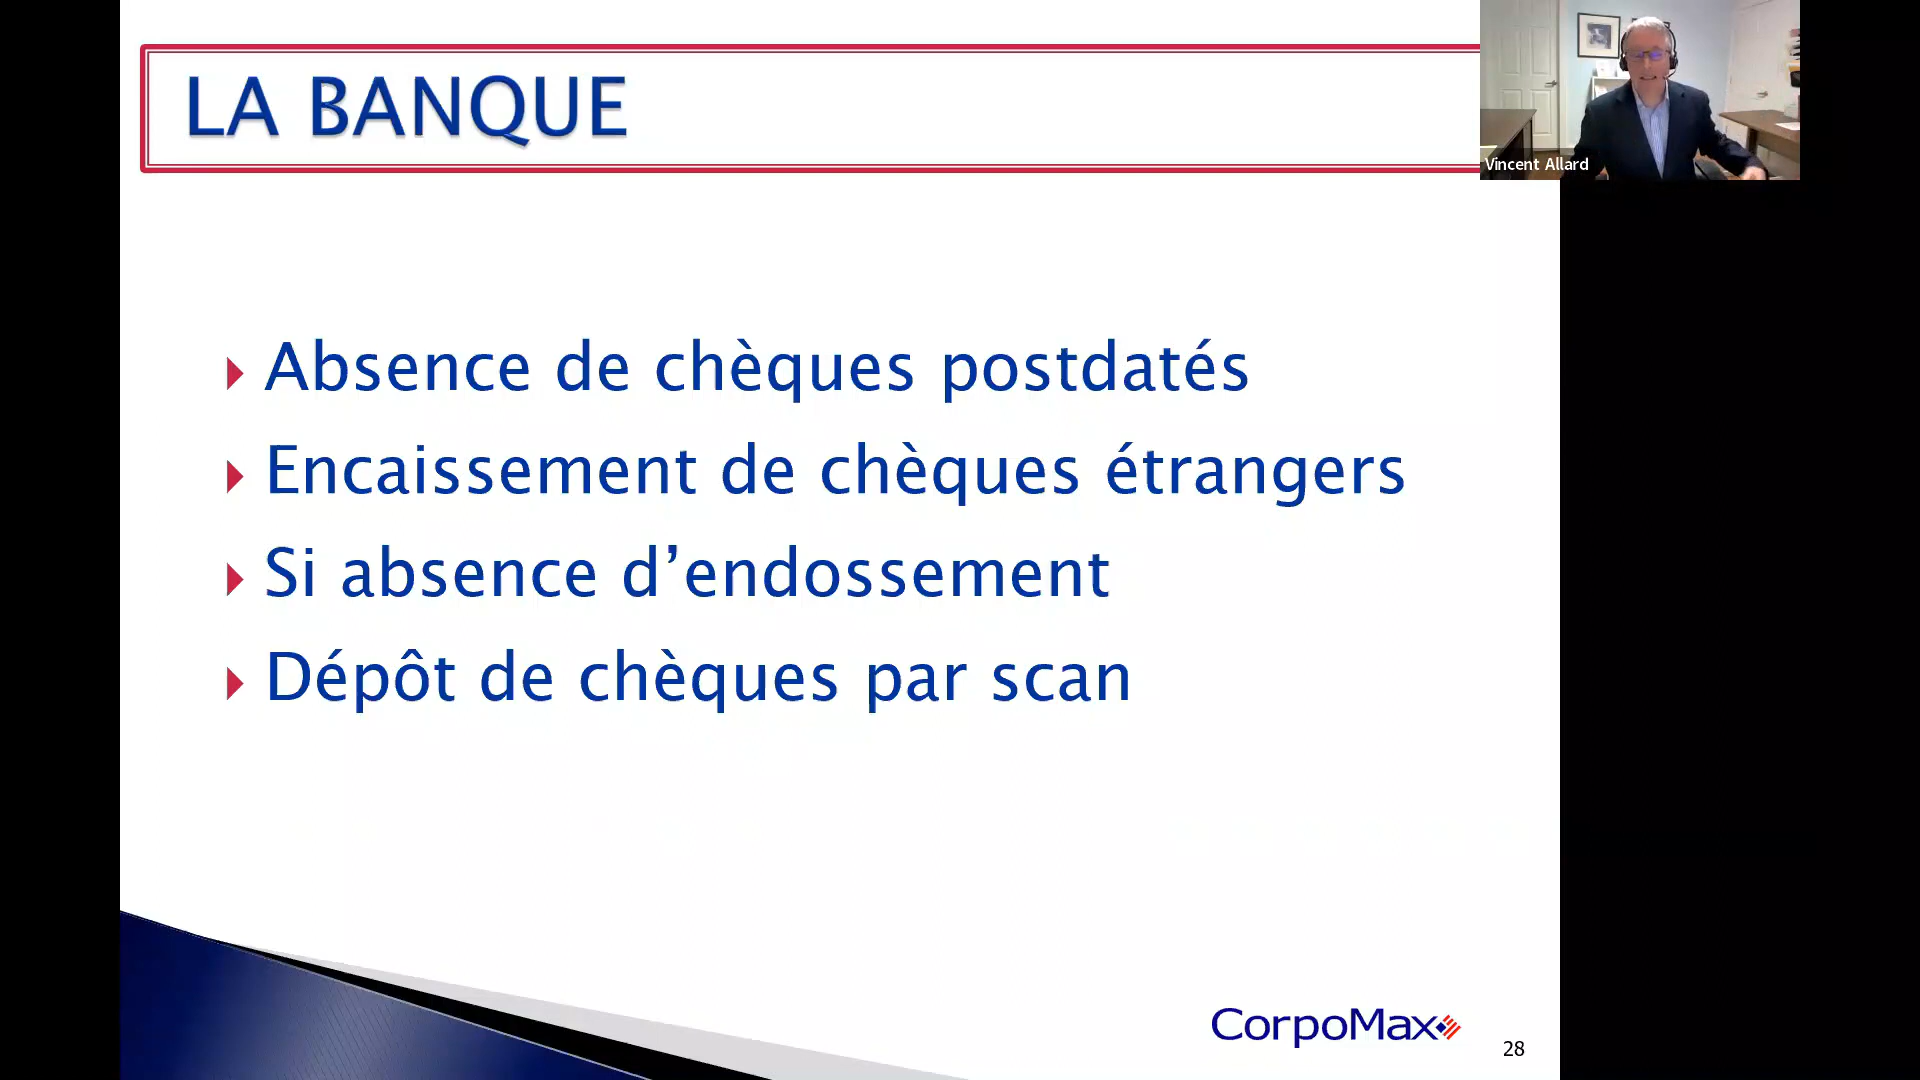 LA BANQUE
Vincent Allard
Absence de chèques postdatés
Encaissement de chèques étrangers
Si absence d’endossement
Dépôt de chèques par scan
CorpoMax
28